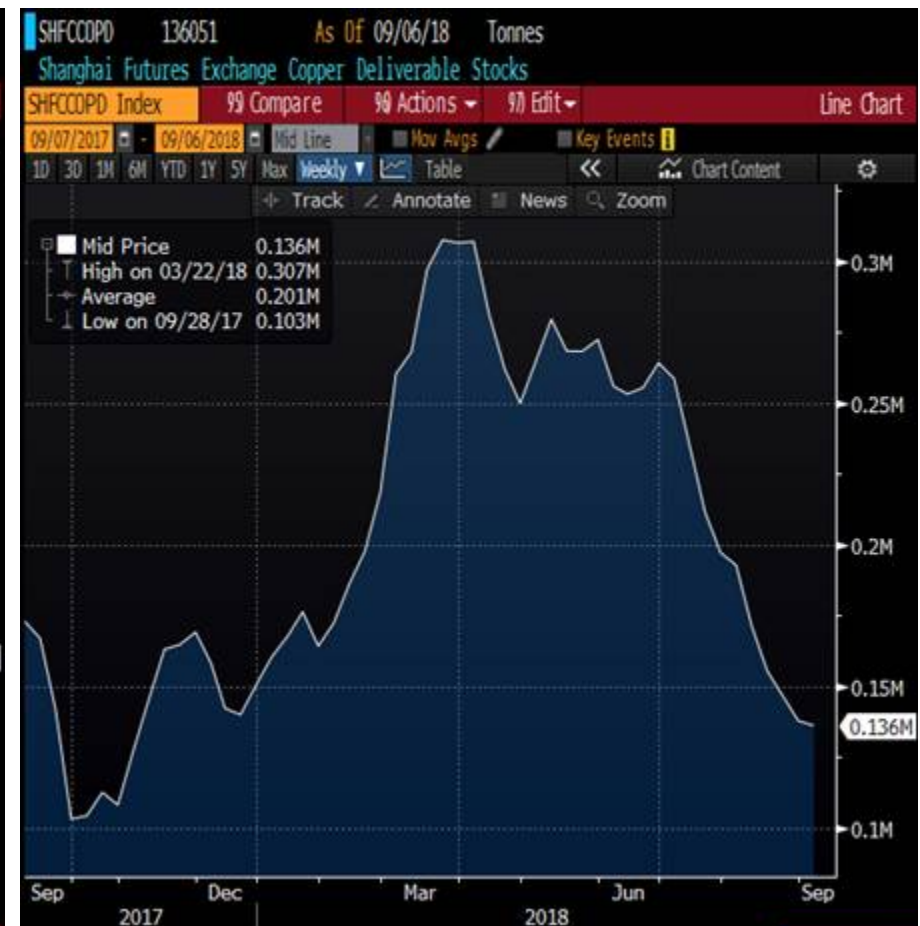 SHFCCOPD 136051 As Of 09/06/18 Tonnes
Shanghai Futures Exchange Copper Deliverable Stocks
SHFCCOPD Index 99) Compare 98) Actions 97) Edit Line Chart
09/07/2017 - 09/06/2018 Mid Line Mov Avgs Key Events
1D 3D 1M 6M YTD 1Y 5Y Max Weekly Table Chart Content
Track Annotate News Zoom
Mid Price 0.136M
High on 03/22/18 0.307M
Average 0.201M
Low on 09/28/17 0.103M
0.3M
0.25M
0.2M
0.15M
0.136M
0.1M
Sep Dec Mar Jun Sep
2017 2018